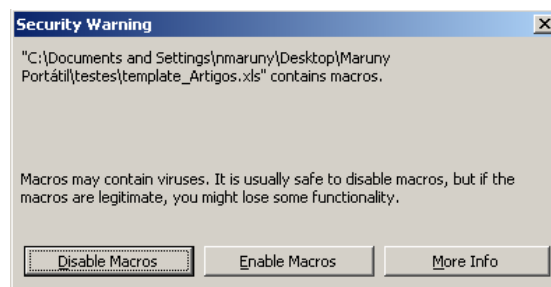 Security Warning
"C:\Documents and Settings\nmaruny\Desktop\Maruny
Portátil\testes\template_Artigos.xls" contains macros.
Macros may contain viruses. It is usually safe to disable macros, but if the
macros are legitimate, you might lose some functionality.
Disable Macros Enable Macros More Info